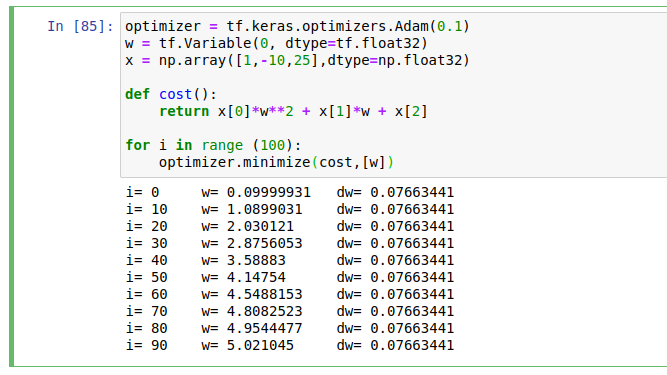 In [85]: optimizer = tf.keras.optimizers.Adam(0.1)
w = tf.Variable(0, dtype=tf.float32)
x = np.array([1,-10,25],dtype=np.float32)
def cost():
return x[0]*w**2 + x[1]*w + x[2]
for i in range (100):
optimizer.minimize(cost,[w])
i= 0 w= 0.09999931 dw= 0.07663441
i= 10 w= 1.0899031 dw= 0.07663441
i= 20 w= 2.030121 dw= 0.07663441
i= 30 w= 2.8756053 dw= 0.07663441
i= 40 w= 3.58883 dw= 0.07663441
i= 50 w= 4.14754 dw= 0.07663441
i= 60 w= 4.5488153 dw= 0.07663441
i= 70 w= 4.8082523 dw= 0.07663441
i= 80 w= 4.9544477 dw= 0.07663441
i= 90 w= 5.021045 dw= 0.07663441